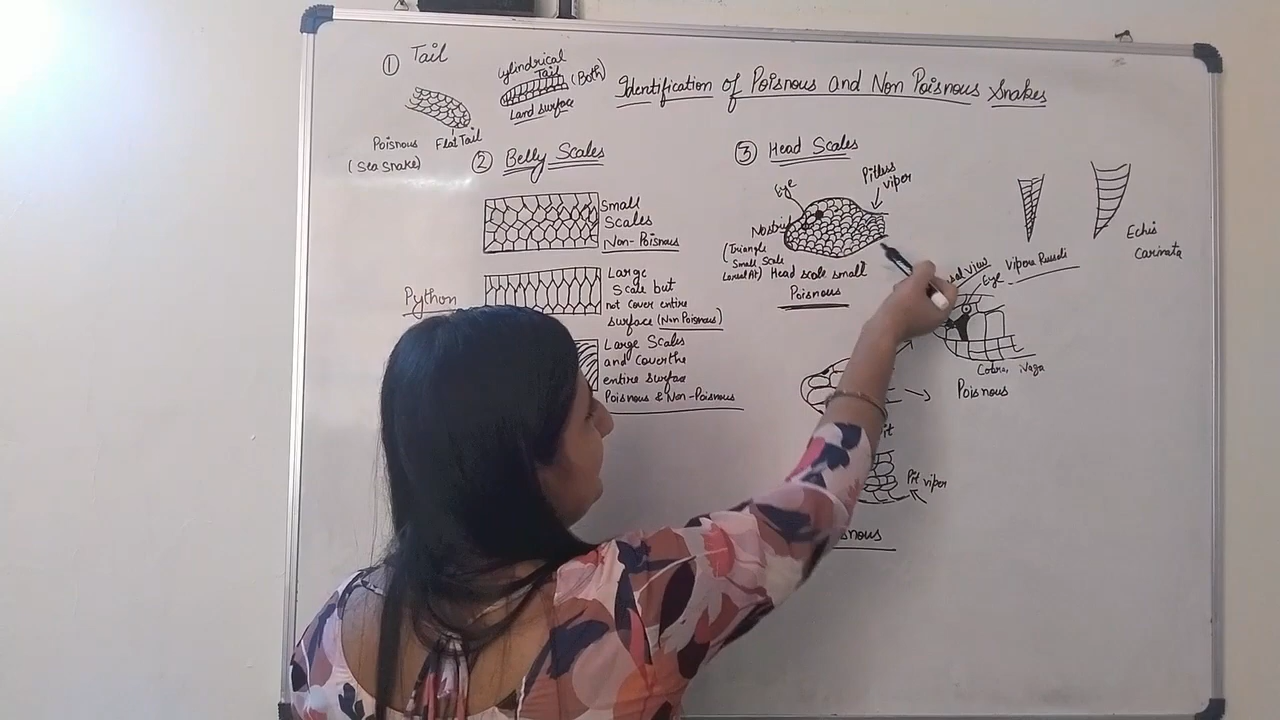 ① Tail
Cylindrical
Tail
(Both)
Land surface
Poisnous
(Sea Snake)
Flat Tail
Identification of Poisnous and Non Poisnous Snakes
② Belly Scales
Small
Scales
Non-Poisnous
Python
Large
Scale but
not cover entire
surface (Non Poisnous)
Large Scales
and cover the
entire surface
Poisnous & Non-Poisnous
③ Head Scales
Eye
Pitless
viper
Nostril
(Triangle
Small Scale
Head scale small
Poisnous
Echis
Carinata
Vipera Russeli
view
Eye
Cobra, Naga
Poisnous
Pit viper